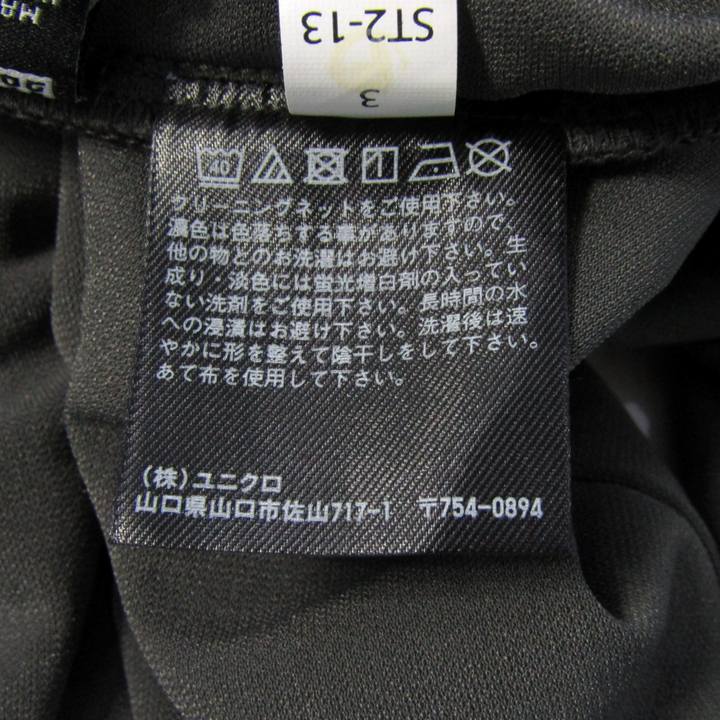 ST2-13
3
40
クリーニングネットをご使用下さい。
濃色は色落ちする事がありますので、
他の物とのお洗濯はお避け下さい。生
成り・淡色には蛍光増白剤の入ってい
ない洗剤をご使用下さい。長時間の水
への浸漬はお避け下さい。洗濯後は速
やかに形を整えて陰干しをして下さい。
あて布を使用して下さい。
(株)ユニクロ
山口県山口市佐山717-1 〒754-0894